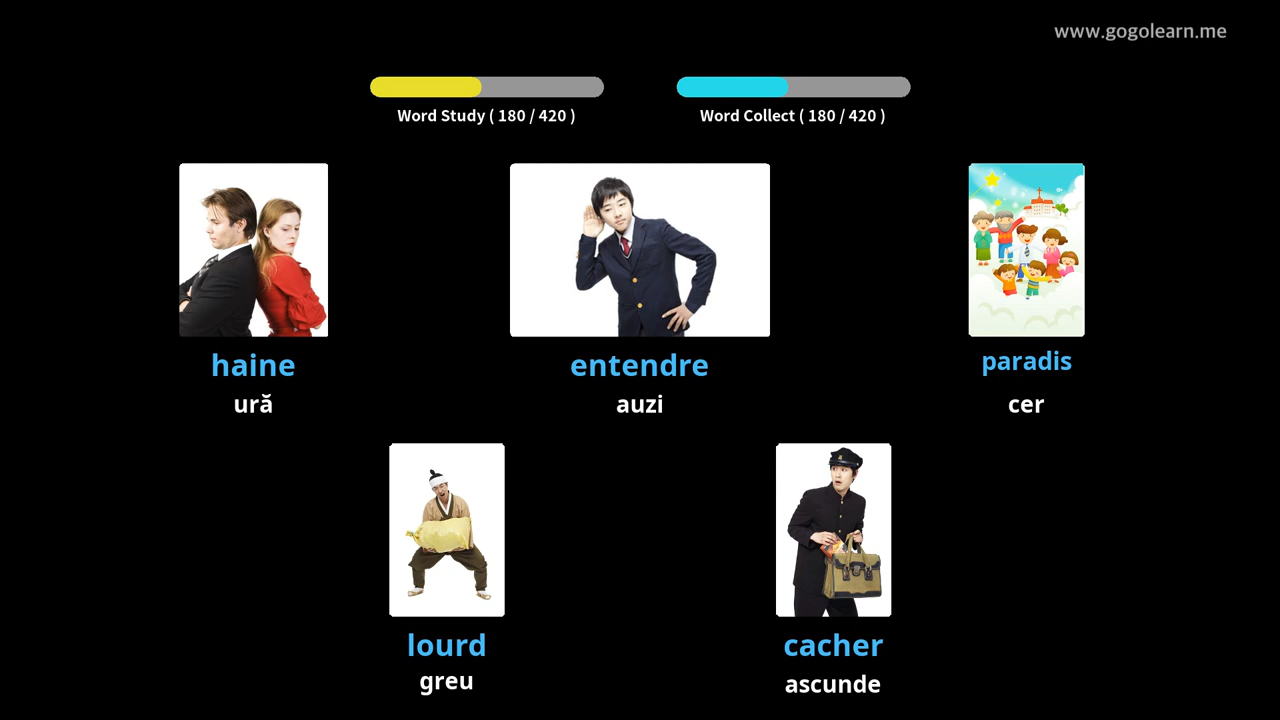 www.gogolearn.me
Word Study ( 180 / 420 )
Word Collect ( 180 / 420 )
haine
ură
entendre
auzi
paradis
cer
lourd
greu
cacher
ascunde